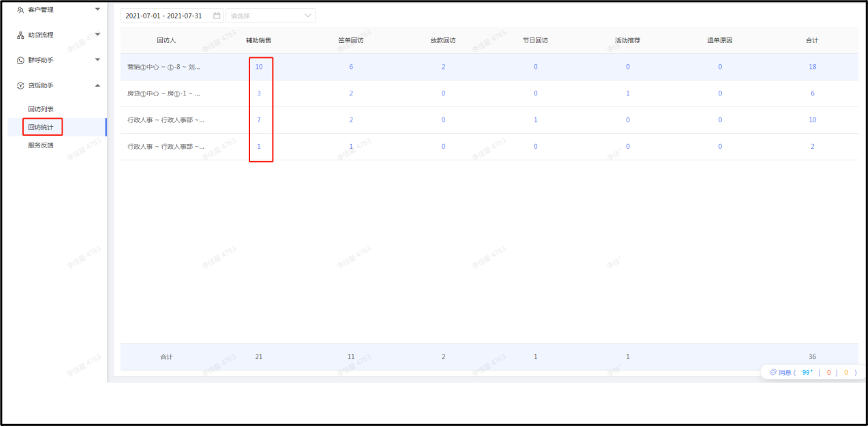 客户管理
助贷流程
群呼助手
贷后助手
回访列表
回访统计
服务反馈
2021-07-01 - 2021-07-31 请选择
回访人 辅助销售 签单回访 放款回访 节日回访 活动推荐 退单原因 合计
营销①中心 ~ ①-8 ~ 刘... 10 6 2 0 0 0 18
房贷①中心 ~ 房①-1 ~ ... 3 2 0 0 1 0 6
行政人事 ~ 行政人事部 ~... 7 2 0 1 0 0 10
行政人事 ~ 行政人事部 ~... 1 1 0 0 0 0 2
合计 21 11 2 1 1 36
消息 ( 99+ | 0 | 0 )